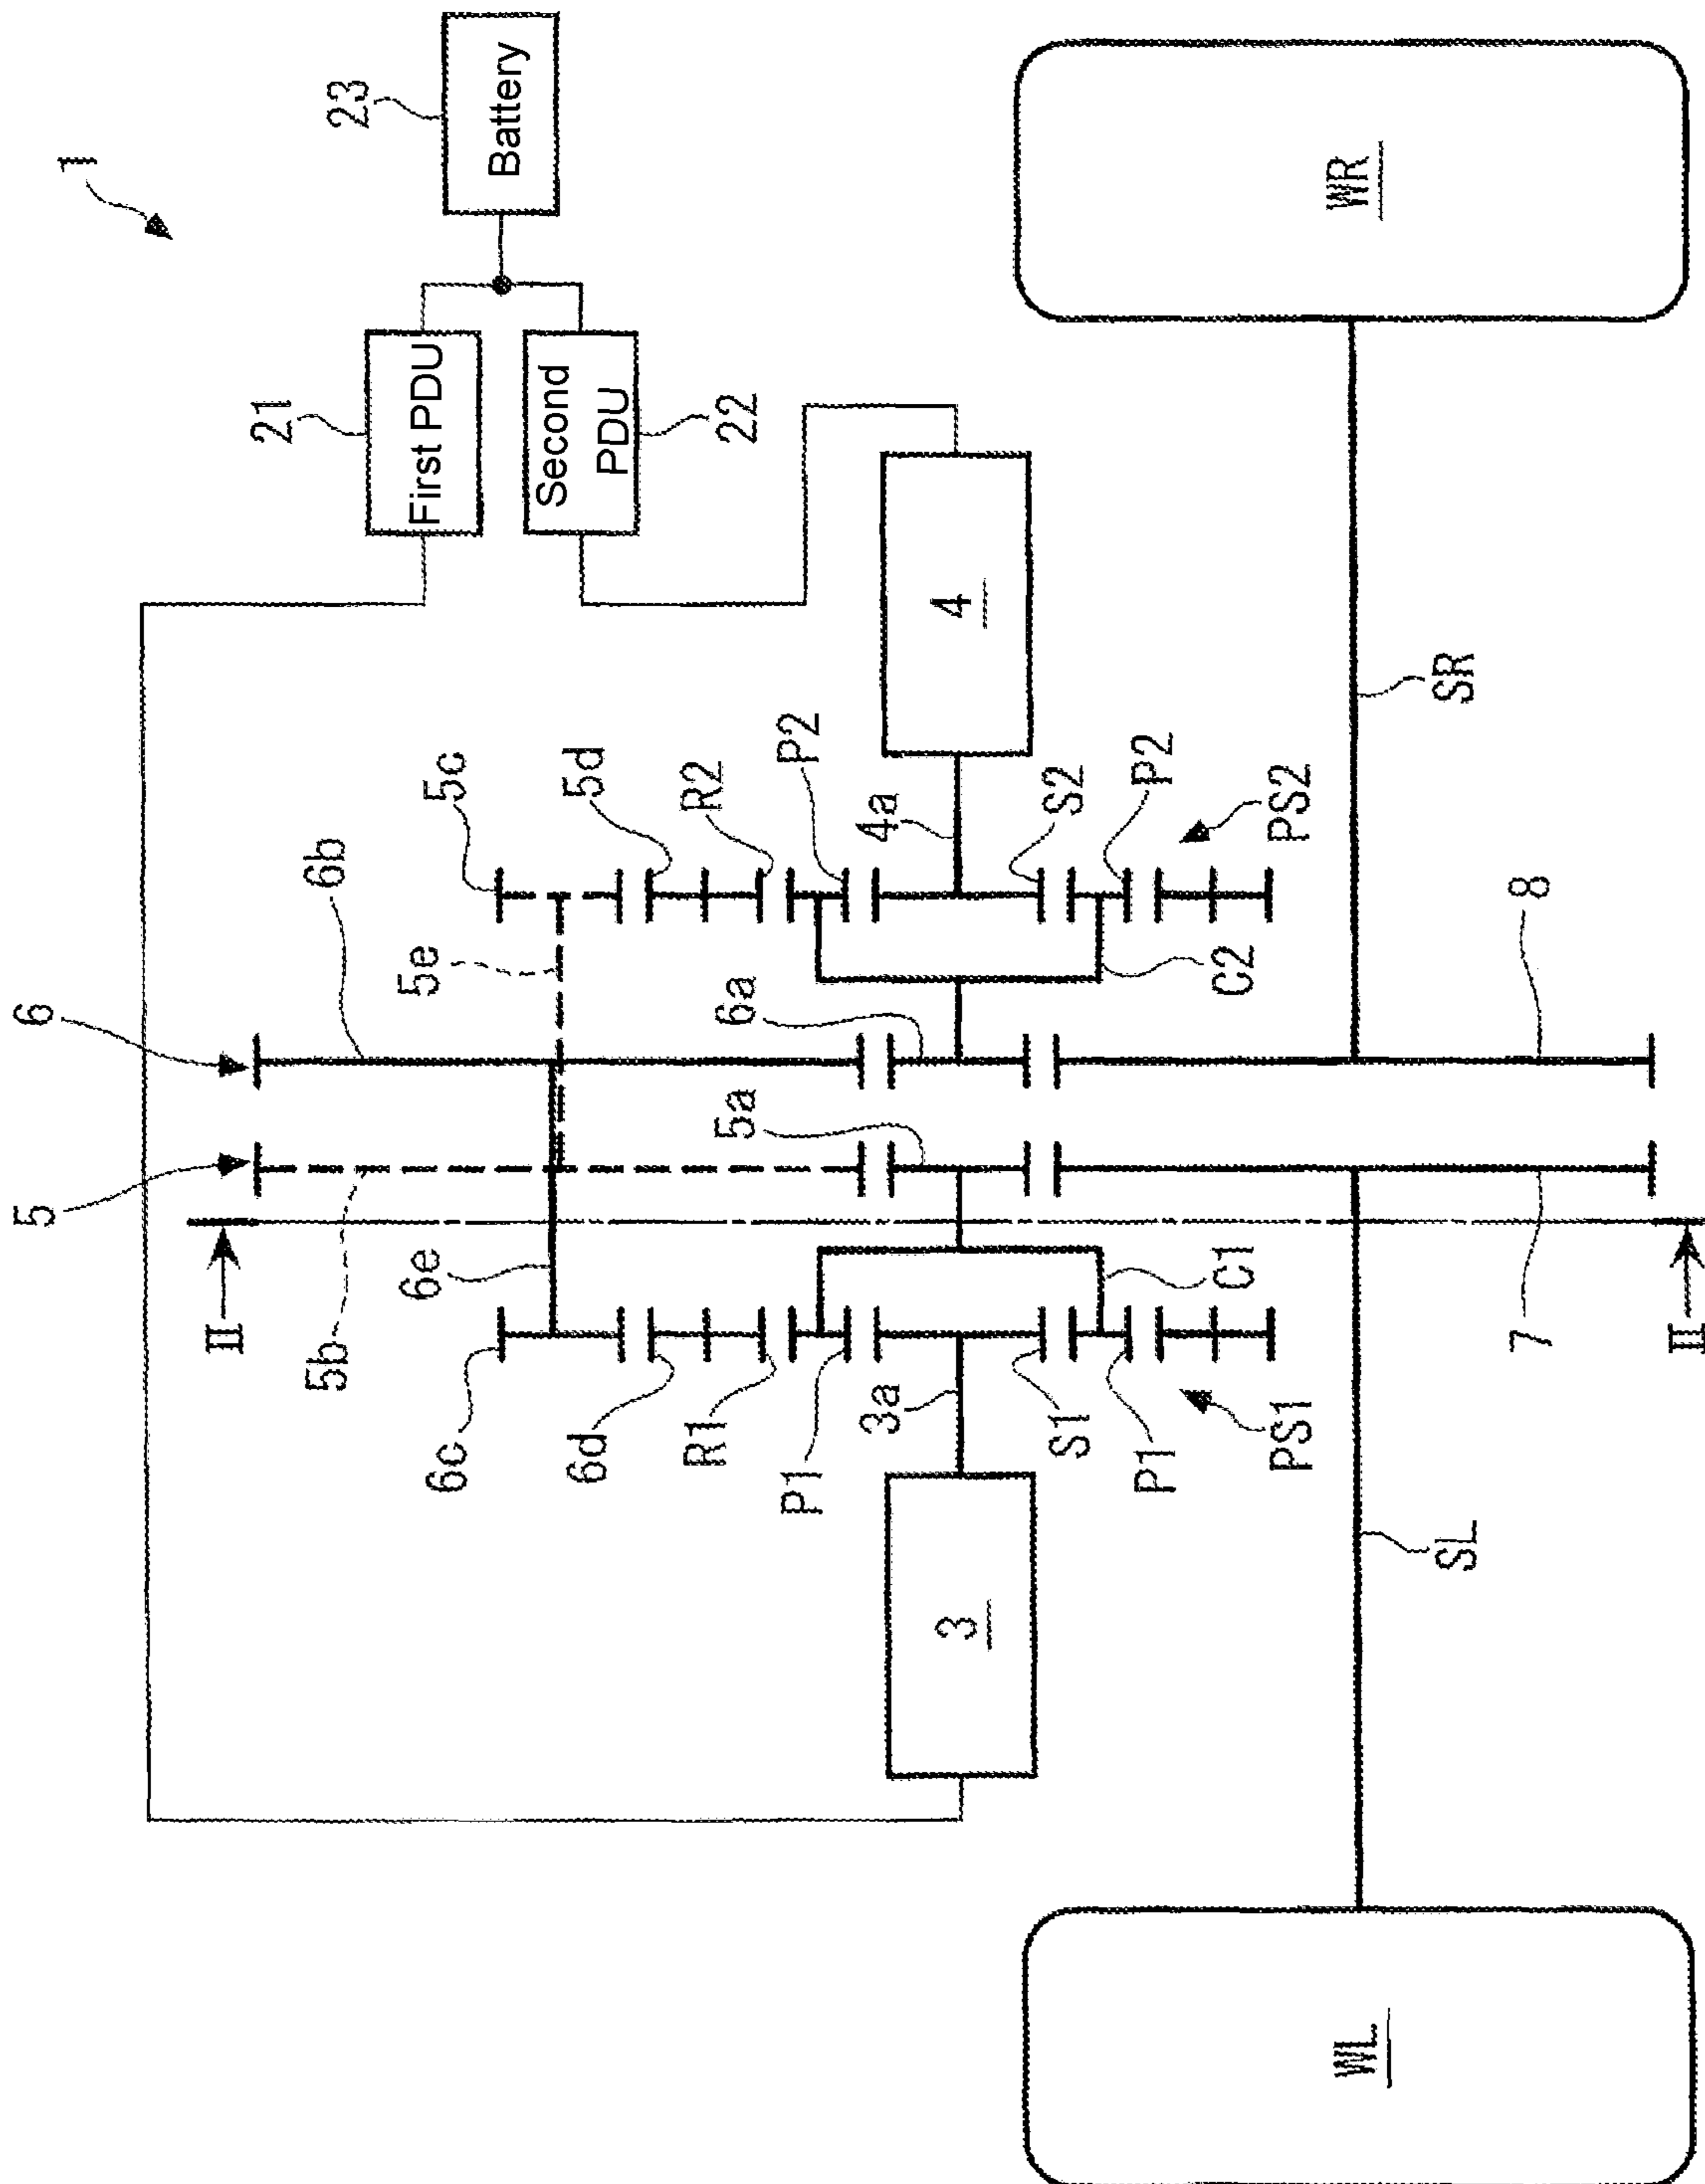 1
23
Battery
21
First PDU
22
Second
PDU
WR
4
SR
5c
5d
R2
P2
4a
S2
P2
PS2
6b
5e
C2
8
6
6a
5
5a
II
5b
6e
C1
7
II
6c
6d
R1
P1
3a
S1
P1
PS1
3
SL
WL